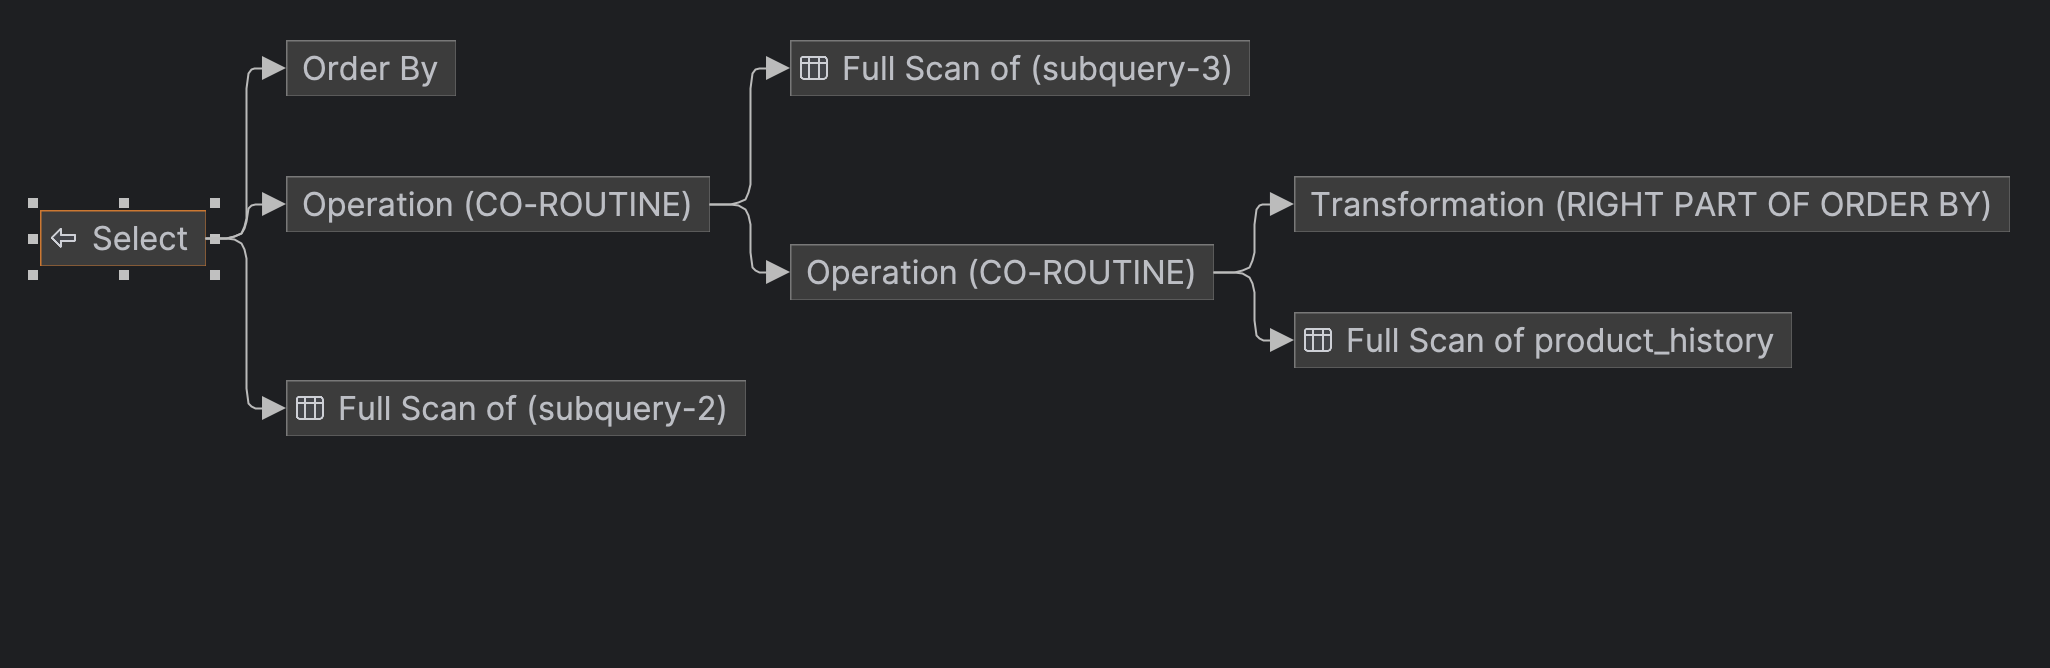 Order By
Full Scan of (subquery-3)
Operation (CO-ROUTINE)
Transformation (RIGHT PART OF ORDER BY)
Select
Operation (CO-ROUTINE)
Full Scan of product_history
Full Scan of (subquery-2)